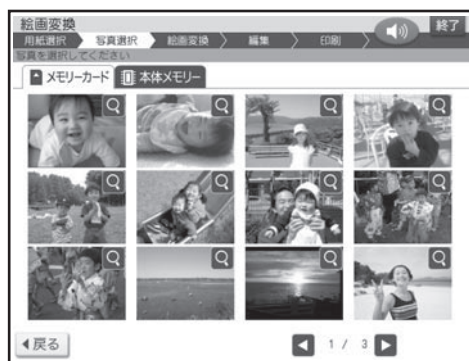 絵画変換
終了
用紙選択 写真選択 絵画変換 編集 印刷
写真を選択してください
メモリーカード 本体メモリー
戻る
1 / 3